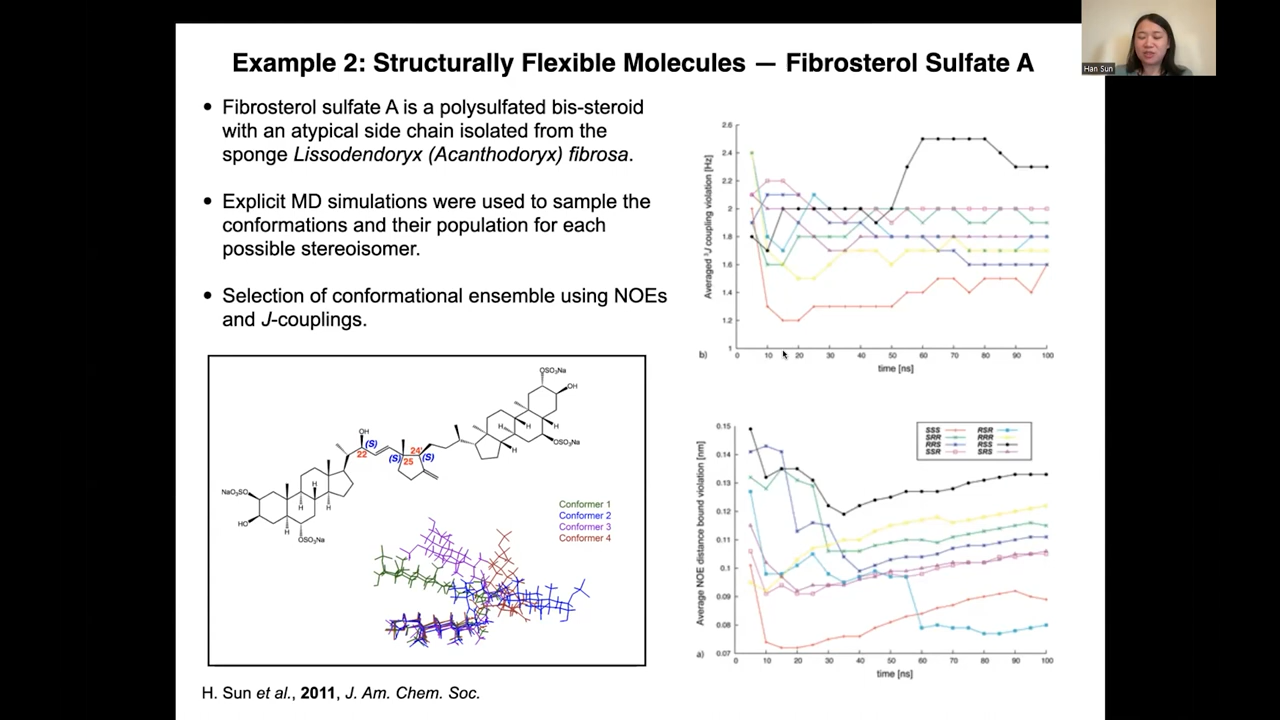 Example 2: Structurally Flexible Molecules — Fibrosterol Sulfate A
Han Sun
• Fibrosterol sulfate A is a polysulfated bis-steroid
with an atypical side chain isolated from the
sponge Lissodendoryx (Acanthodoryx) fibrosa.
• Explicit MD simulations were used to sample the
conformations and their population for each
possible stereoisomer.
• Selection of conformational ensemble using NOEs
and J-couplings.
OSO₃Na
OH
H
H
H
H
OSO₃Na
OH
(S)
22
24
(S)
25
(S)
NaO₃SO
H
H
H
HO
H
OSO₃Na
Conformer 1
Conformer 2
Conformer 3
Conformer 4
H. Sun et al., 2011, J. Am. Chem. Soc.
Averaged ³J coupling violation [Hz]
2.6
2.4
2.2
2
1.8
1.6
1.4
1.2
1
b)
0 10 20 30 40 50 60 70 80 90 100
time [ns]
Average NOE distance bound violation [nm]
0.15
0.14
0.13
0.12
0.11
0.1
0.09
0.08
0.07
a)
SSS RSR
SRR RRR
RRS RSS
SSR SRS
0 10 20 30 40 50 60 70 80 90 100
time [ns]